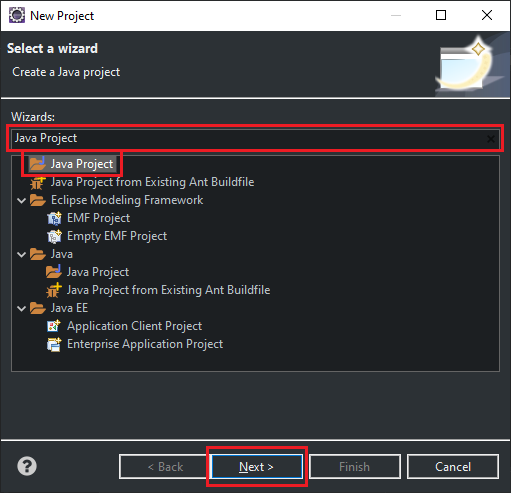 New Project
Select a wizard
Create a Java project
Wizards:
Java Project
Java Project
Java Project from Existing Ant Buildfile
Eclipse Modeling Framework
EMF Project
Empty EMF Project
Java
Java Project
Java Project from Existing Ant Buildfile
Java EE
Application Client Project
Enterprise Application Project
? < Back Next > Finish Cancel